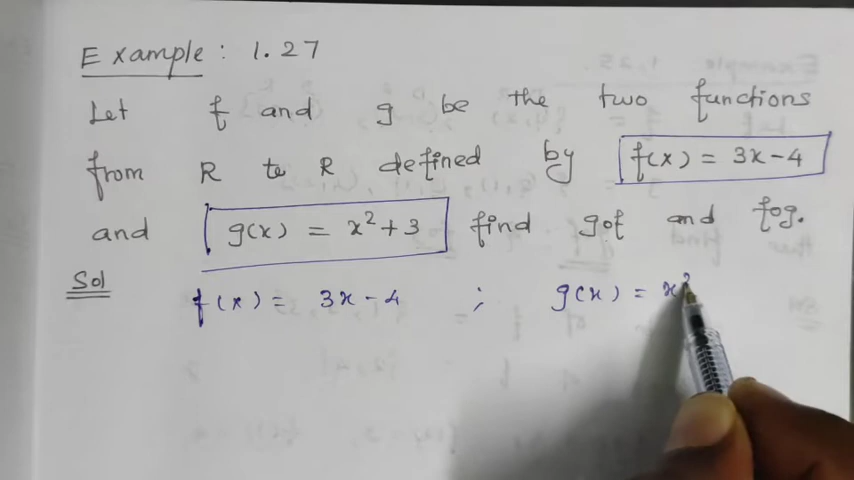 Example : 1.27
Let f and g be the two functions
from R to R defined by f(x) = 3x-4
and g(x) = x²+3 find gof and fog.
Sol
f(x) = 3x-4 ; g(x) = x²